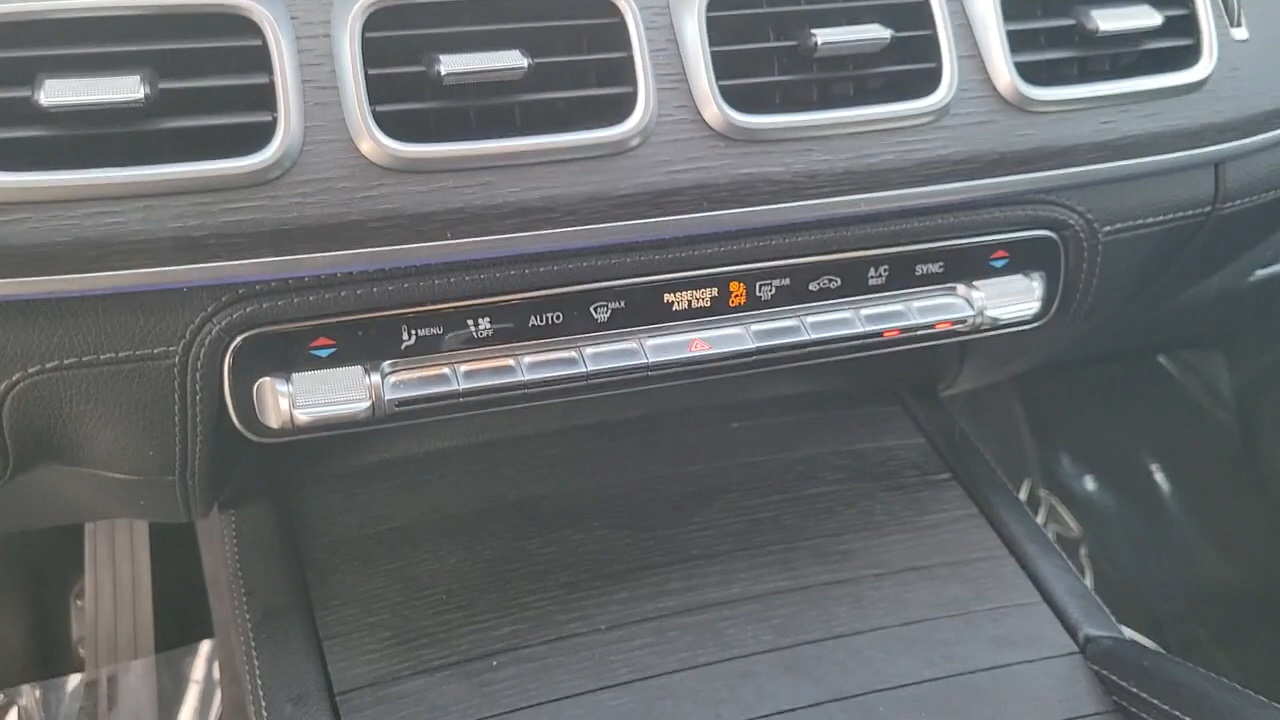 MENU
OFF
AUTO
MAX
PASSENGER
AIR BAG
OFF
REAR
A/C
REST
SYNC